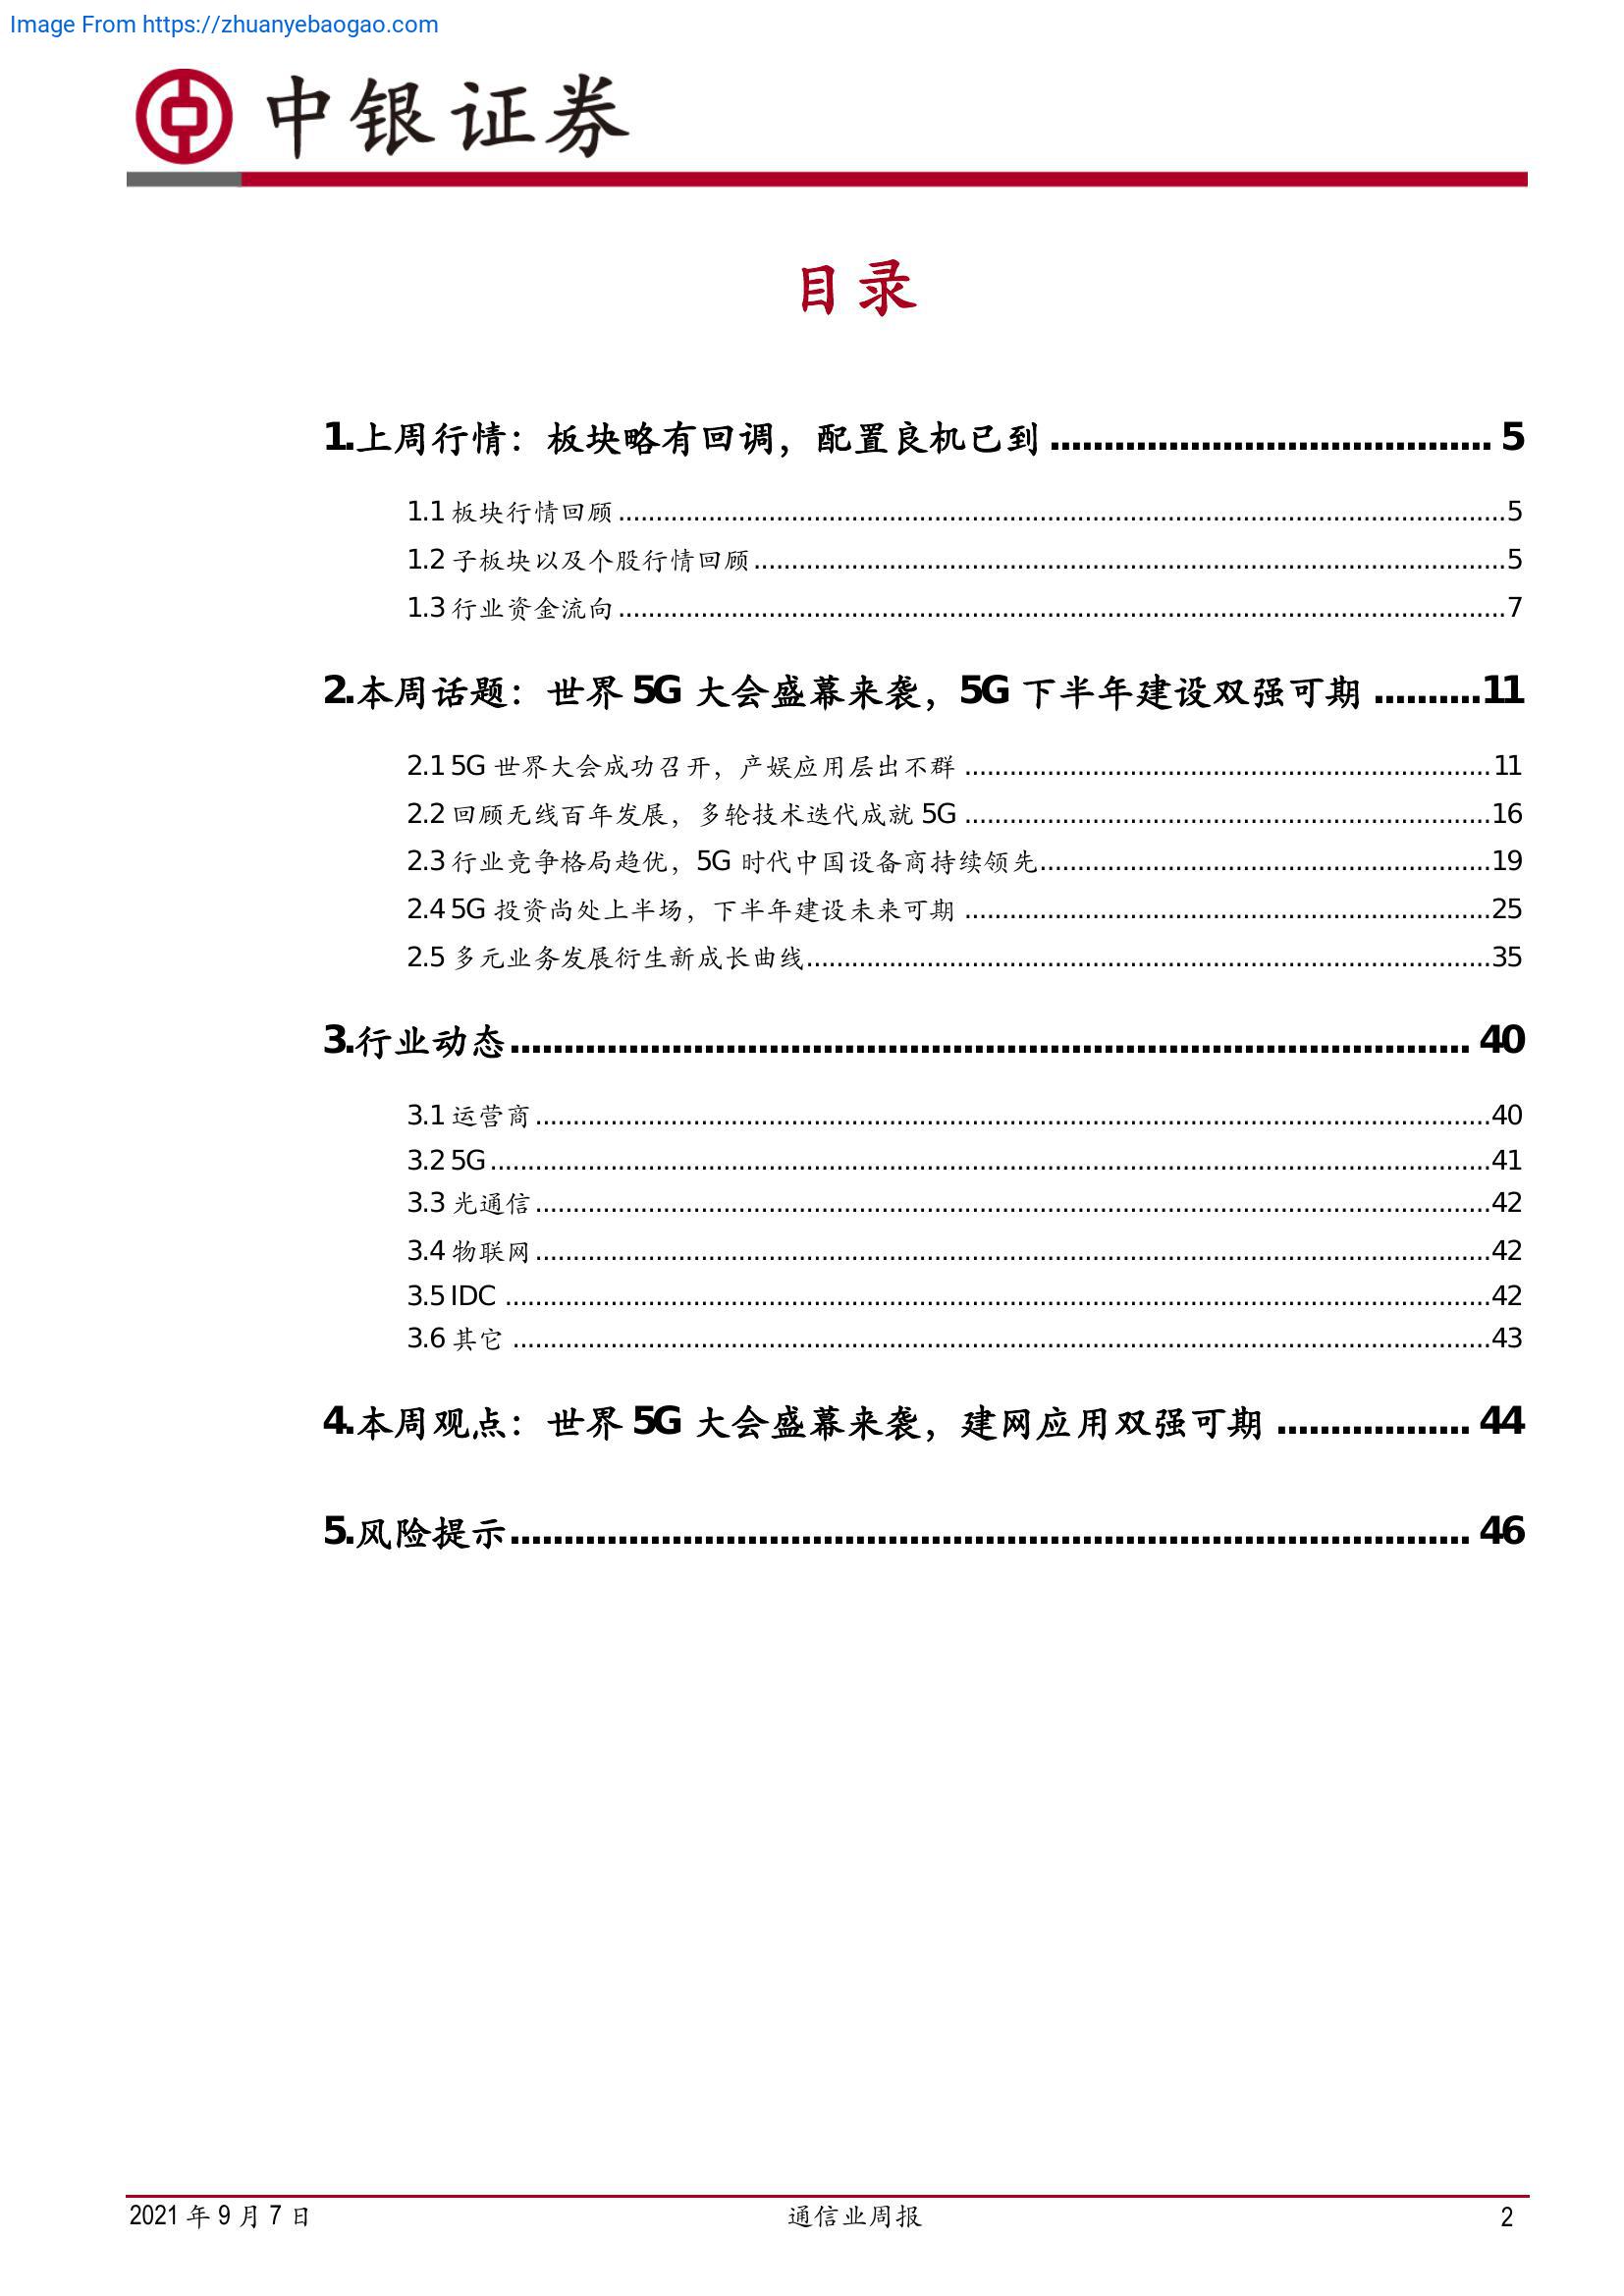 Image From https://zhuanyebaogao.com
中银证券
目录
1.上周行情：板块略有回调，配置良机已到 ........................................ 5
1.1 板块行情回顾 ........................................ 5
1.2 子板块以及个股行情回顾 ........................................ 5
1.3 行业资金流向 ........................................ 7
2.本周话题：世界 5G 大会盛幕来袭，5G 下半年建设双强可期 .......... 11
2.1 5G 世界大会成功召开，产娱应用层出不群 ........................................ 11
2.2 回顾无线百年发展，多轮技术迭代成就 5G ........................................ 16
2.3 行业竞争格局趋优，5G 时代中国设备商持续领先 ........................................ 19
2.4 5G 投资尚处上半场，下半年建设未来可期 ........................................ 25
2.5 多元业务发展衍生新成长曲线 ........................................ 35
3.行业动态 ........................................ 40
3.1 运营商 ........................................ 40
3.2 5G ........................................ 41
3.3 光通信 ........................................ 42
3.4 物联网 ........................................ 42
3.5 IDC ........................................ 42
3.6 其它 ........................................ 43
4.本周观点：世界 5G 大会盛幕来袭，建网应用双强可期 .................. 44
5.风险提示 ........................................ 46
2021 年 9 月 7 日
通信业周报
2